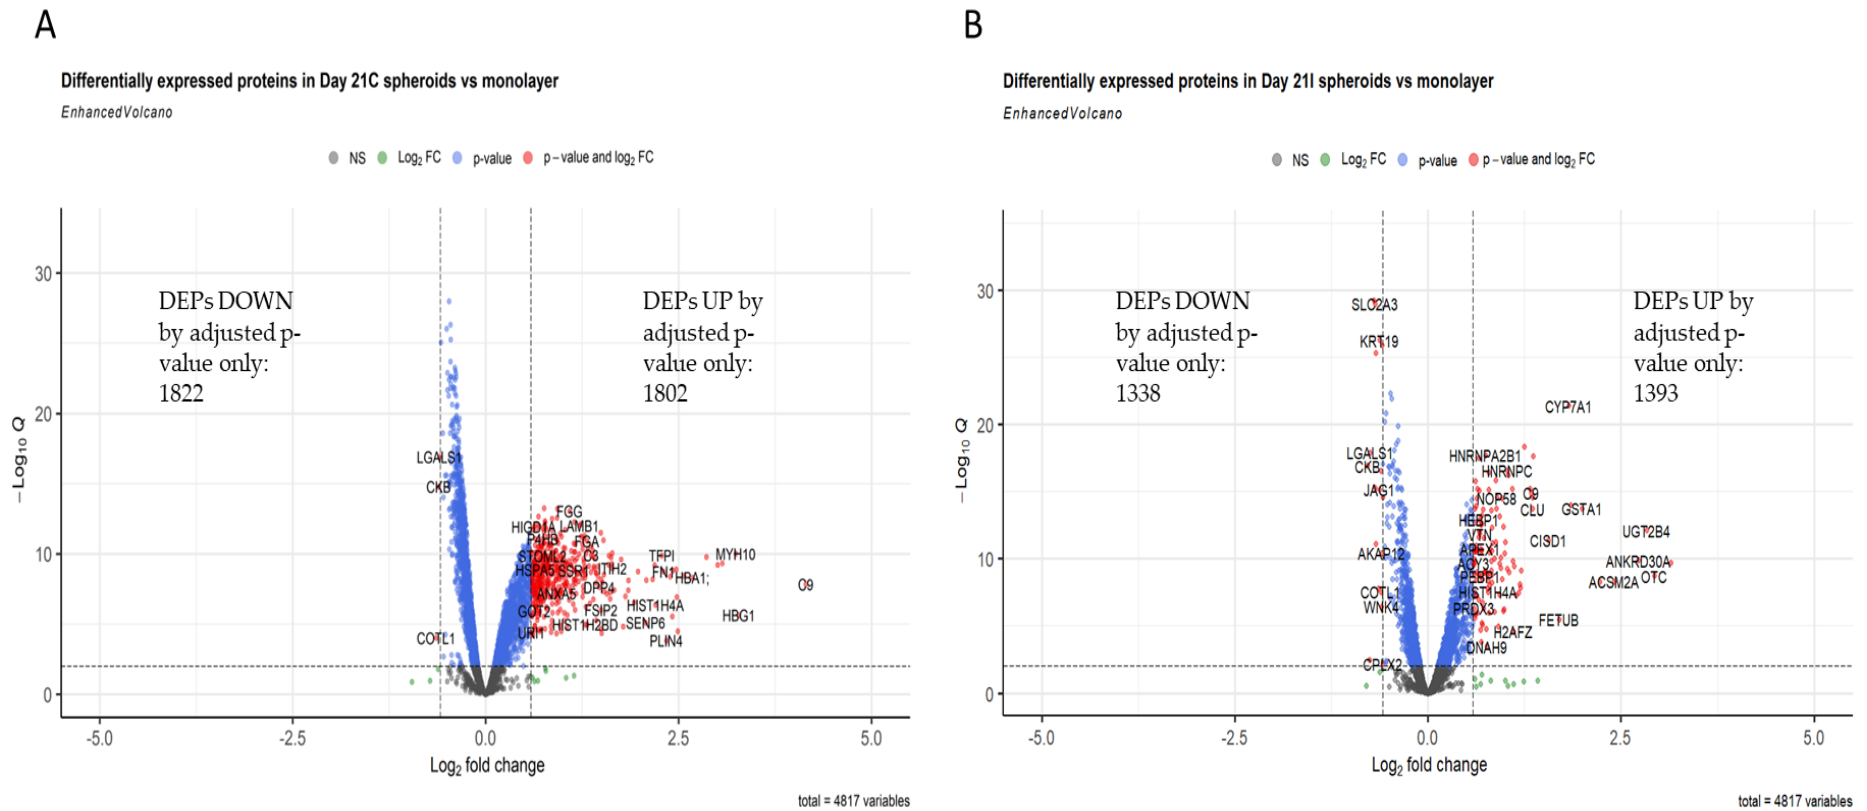 A
Differentially expressed proteins in Day 21C spheroids vs monolayer
EnhancedVolcano
NS Log2 FC p-value p – value and log2 FC
30
20
10
0
– Log10 Q
DEPs DOWN
by adjusted p-
value only:
1822
DEPs UP by
adjusted p-
value only:
1802
LGALS1
CKB
COTL1
FGG
HIGD1A LAMB1
P4HB FGA
STOML2 C3
HSPA5 SSR1 ITIH2
DPP4
ANXA5
GOT2 FSIP2
HIST1H2BD
URI1
TFPI
MYH10
FN1
HBA1;
C9
HIST1H4A
SENP6
HBG1
PLIN4
-5.0 -2.5 0.0 2.5 5.0
Log2 fold change
total = 4817 variables
B
Differentially expressed proteins in Day 21I spheroids vs monolayer
EnhancedVolcano
NS Log2 FC p-value p – value and log2 FC
30
20
10
0
– Log10 Q
DEPs DOWN
by adjusted p-
value only:
1338
DEPs UP by
adjusted p-
value only:
1393
SLC2A3
KRT19
LGALS1
CKB
JAG1
AKAP12
COTL1
WNK4
CPLX2
CYP7A1
HNRNPA2B1
HNRNPC
NOP58 C9
CLU GSTA1
HEBP1
VTN CISD1 UGT2B4
APEX1
ACY3 ANKRD30A
PEBP1 ACSM2A OTC
HIST1H4A
PRDX3
FETUB
H2AFZ
DNAH9
-5.0 -2.5 0.0 2.5 5.0
Log2 fold change
total = 4817 variables